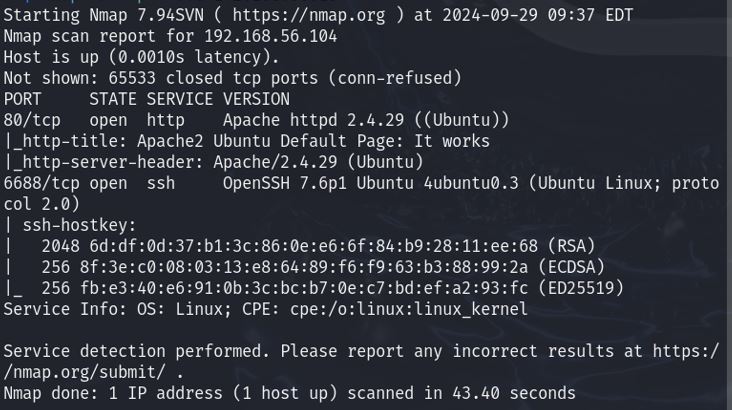 Starting Nmap 7.94SVN ( https://nmap.org ) at 2024-09-29 09:37 EDT
Nmap scan report for 192.168.56.104
Host is up (0.0010s latency).
Not shown: 65533 closed tcp ports (conn-refused)
PORT     STATE SERVICE VERSION
80/tcp   open  http    Apache httpd 2.4.29 ((Ubuntu))
|_http-title: Apache2 Ubuntu Default Page: It works
|_http-server-header: Apache/2.4.29 (Ubuntu)
6688/tcp open  ssh     OpenSSH 7.6p1 Ubuntu 4ubuntu0.3 (Ubuntu Linux; proto
col 2.0)
| ssh-hostkey:
|   2048 6d:df:0d:37:b1:3c:86:0e:e6:6f:84:b9:28:11:ee:68 (RSA)
|   256 8f:3e:c0:08:03:13:e8:64:89:f6:f9:63:b3:88:99:2a (ECDSA)
|_  256 fb:e3:40:e6:91:0b:3c:bc:b7:0e:c7:bd:ef:a2:93:fc (ED25519)
Service Info: OS: Linux; CPE: cpe:/o:linux:linux_kernel
Service detection performed. Please report any incorrect results at https:/
/nmap.org/submit/ .
Nmap done: 1 IP address (1 host up) scanned in 43.40 seconds